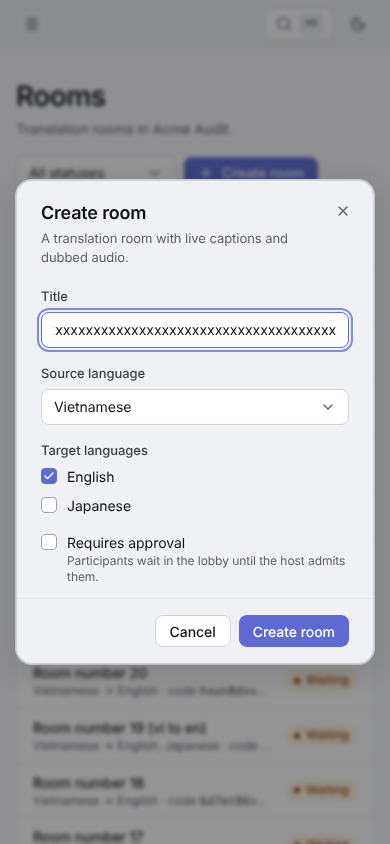 Rooms
Translation rooms in Acme Audit.
All statuses
Create room
Create room
A translation room with live captions and
dubbed audio.
Title
xxxxxxxxxxxxxxxxxxxxxxxxxxxxxxxxxxxxx
Source language
Vietnamese
Target languages
English
Japanese
Requires approval
Participants wait in the lobby until the host admits
them.
Cancel
Create room
Room number 20
Vietnamese → English · code
Waiting
Room number 19 (vi to en)
Vietnamese → English, Japanese · code ...
Waiting
Room number 18
Vietnamese → English · code
Waiting
Room number 17